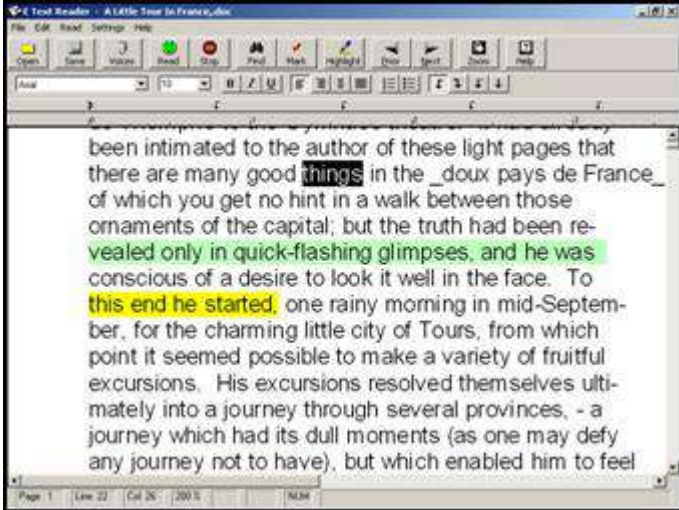 E Text Reader - A Little Tour In France.doc
File Edit Read Settings Help
Open Save Voices Read Stop Find Mark Highlight Prior Next Zoom Help
Arial B I U
been intimated to the author of these light pages that
there are many good things in the _doux pays de France_
of which you get no hint in a walk between those
ornaments of the capital; but the truth had been re-
vealed only in quick-flashing glimpses, and he was
conscious of a desire to look it well in the face. To
this end he started, one rainy morning in mid-Septem-
ber, for the charming little city of Tours, from which
point it seemed possible to make a variety of fruitful
excursions. His excursions resolved themselves ulti-
mately into a journey through several provinces, - a
journey which had its dull moments (as one may defy
any journey not to have), but which enabled him to feel
Page 1 Line 22 Col 26 200 % NUM